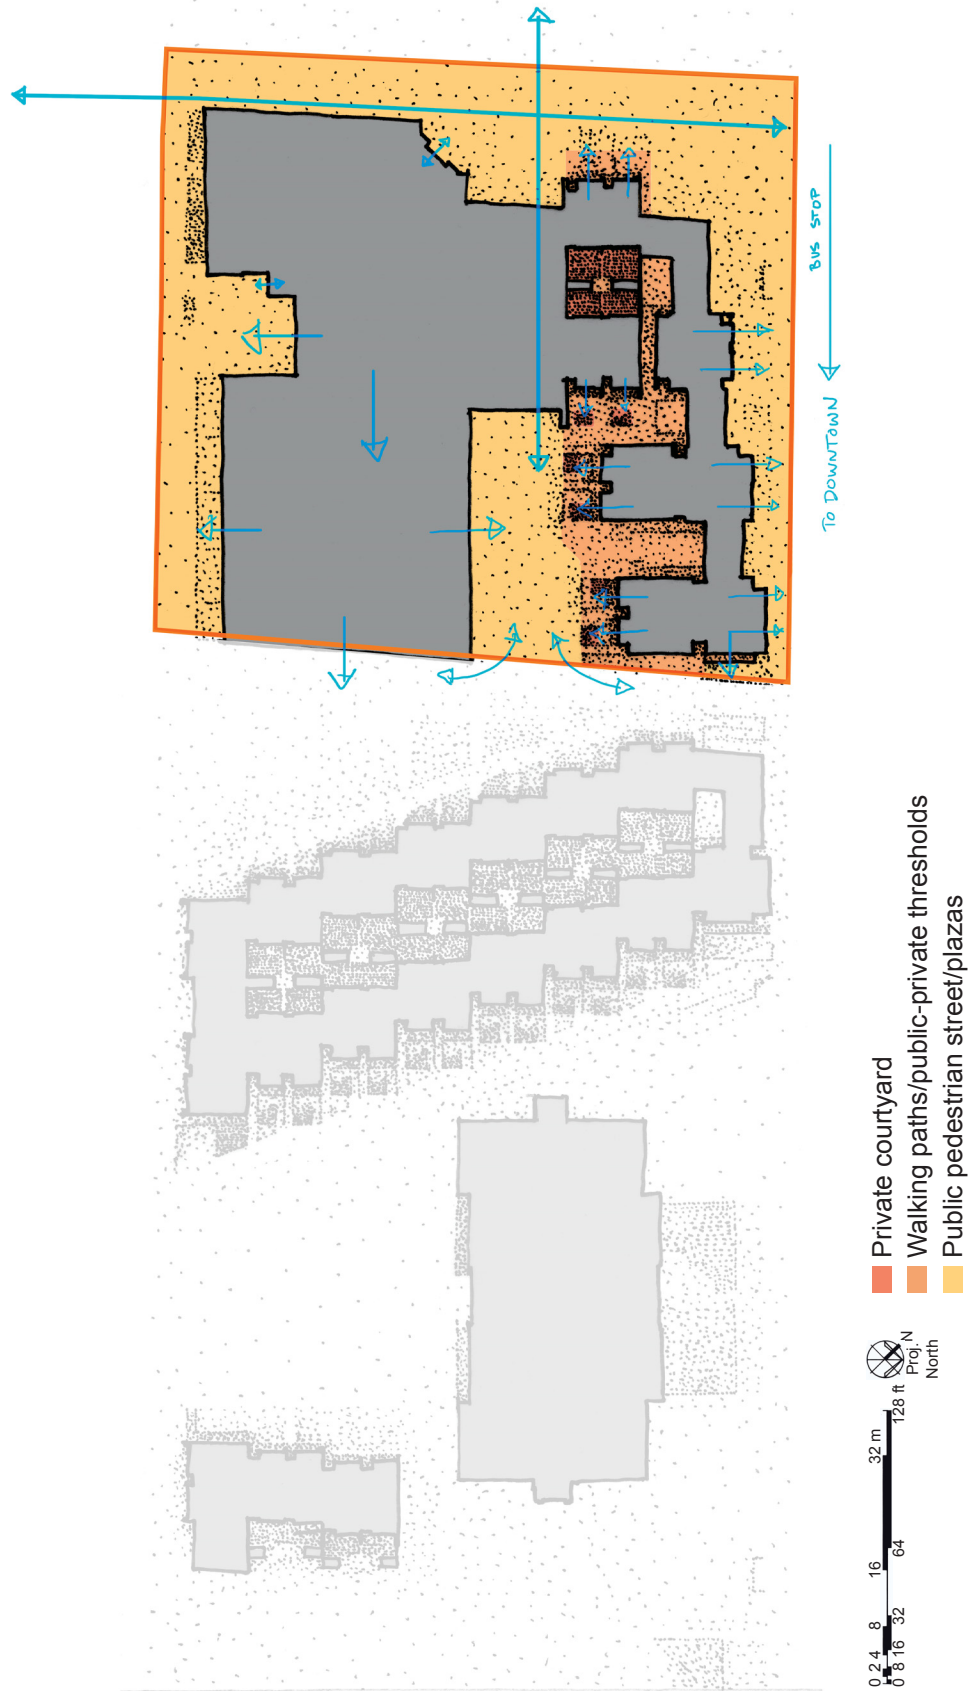 BUS STOP
TO DOWNTOWN
Private courtyard
Walking paths/public-private thresholds
Public pedestrian street/plazas
0 2 4 8 16 32 m
0 8 16 32 64 128 ft
Proj. N
North